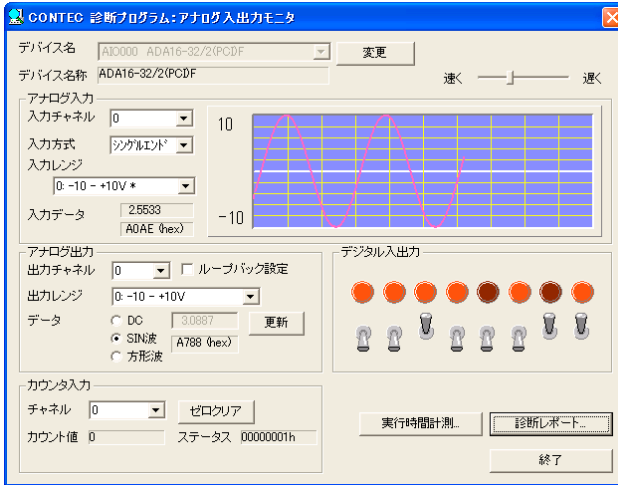 CONTEC 診断プログラム:アナログ入出力モニタ
デバイス名 AIO000 ADA16-32/2(PCI)F 変更
デバイス名称 ADA16-32/2(PCI)F 速く 遅く
アナログ入力
入力チャネル 0
入力方式 シングルエンド
入力レンジ
0: -10 - +10V *
入力データ 2.5533
A0AE (hex)
10
-10
アナログ出力
出力チャネル 0 ループバック設定
出力レンジ 0: -10 - +10V
データ DC 3.0887 更新
SIN波 A788 (hex)
方形波
デジタル入出力
カウンタ入力
チャネル 0 ゼロクリア
カウント値 0 ステータス 00000001h
実行時間計測... 診断レポート...
終了